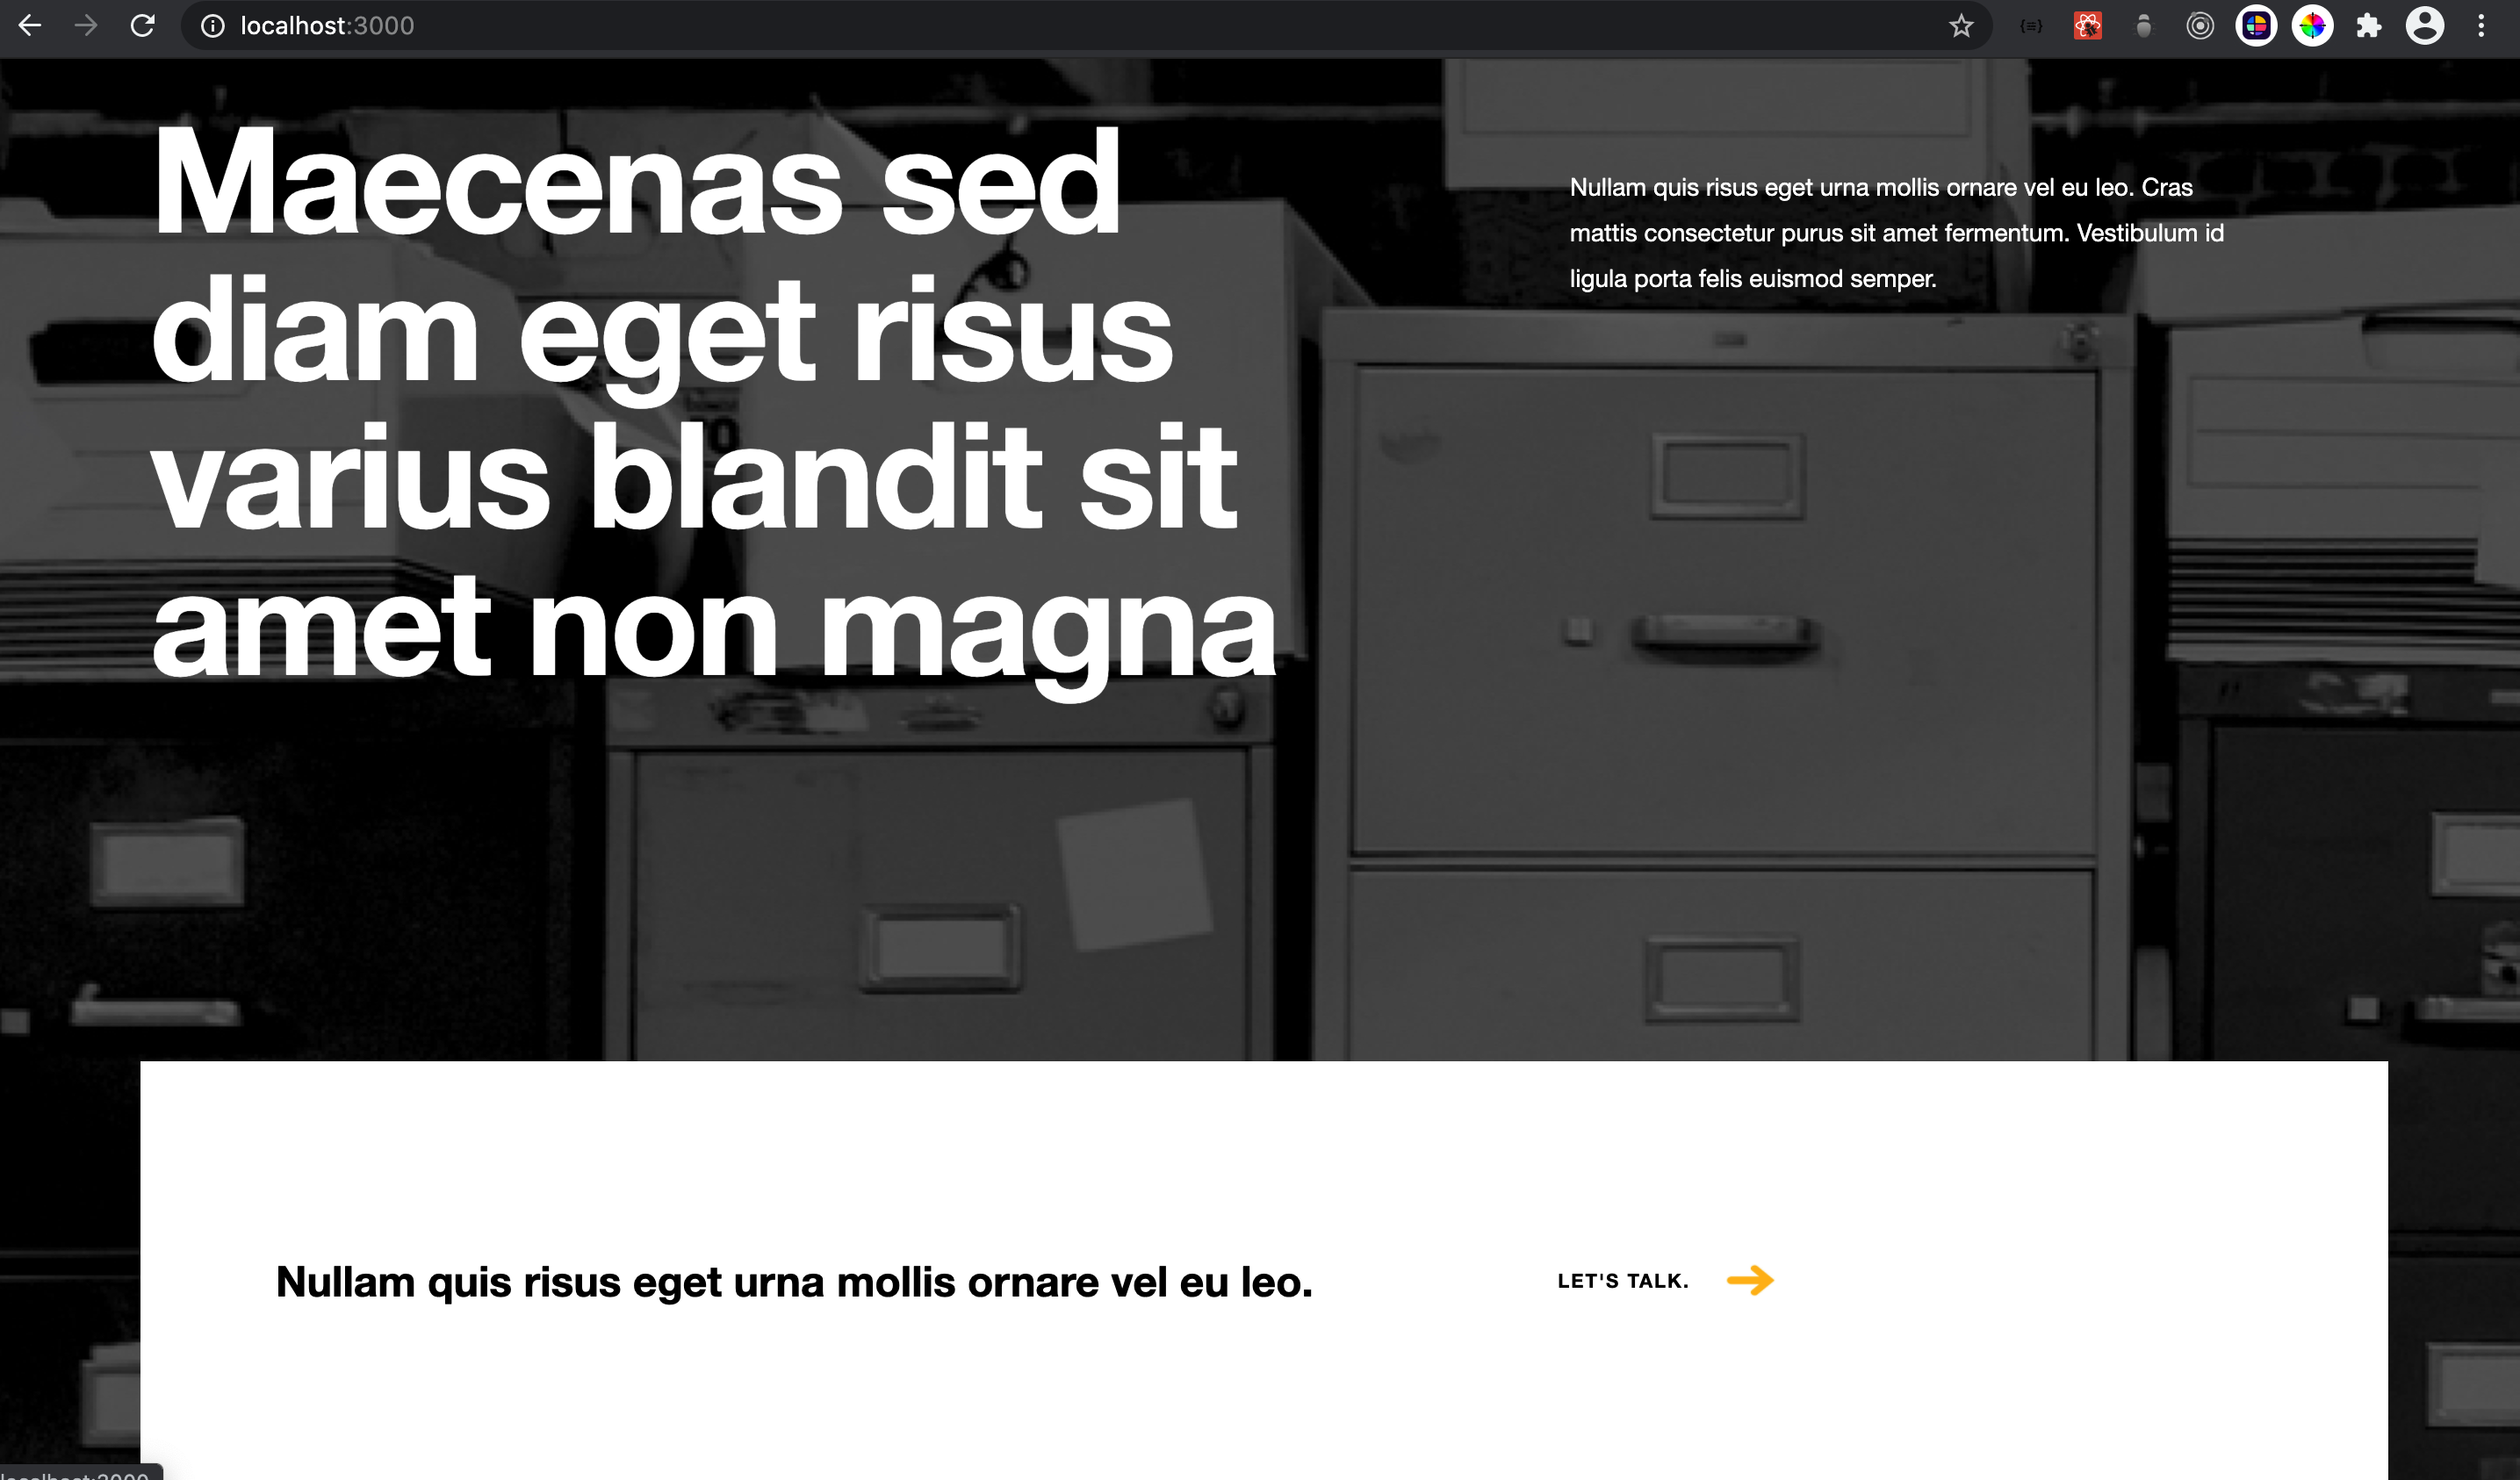 localhost:3000
Maecenas sed
diam eget risus
varius blandit sit
amet non magna
Nullam quis risus eget urna mollis ornare vel eu leo. Cras
mattis consectetur purus sit amet fermentum. Vestibulum id
ligula porta felis euismod semper.
Nullam quis risus eget urna mollis ornare vel eu leo.
LET'S TALK.
localhost:3000